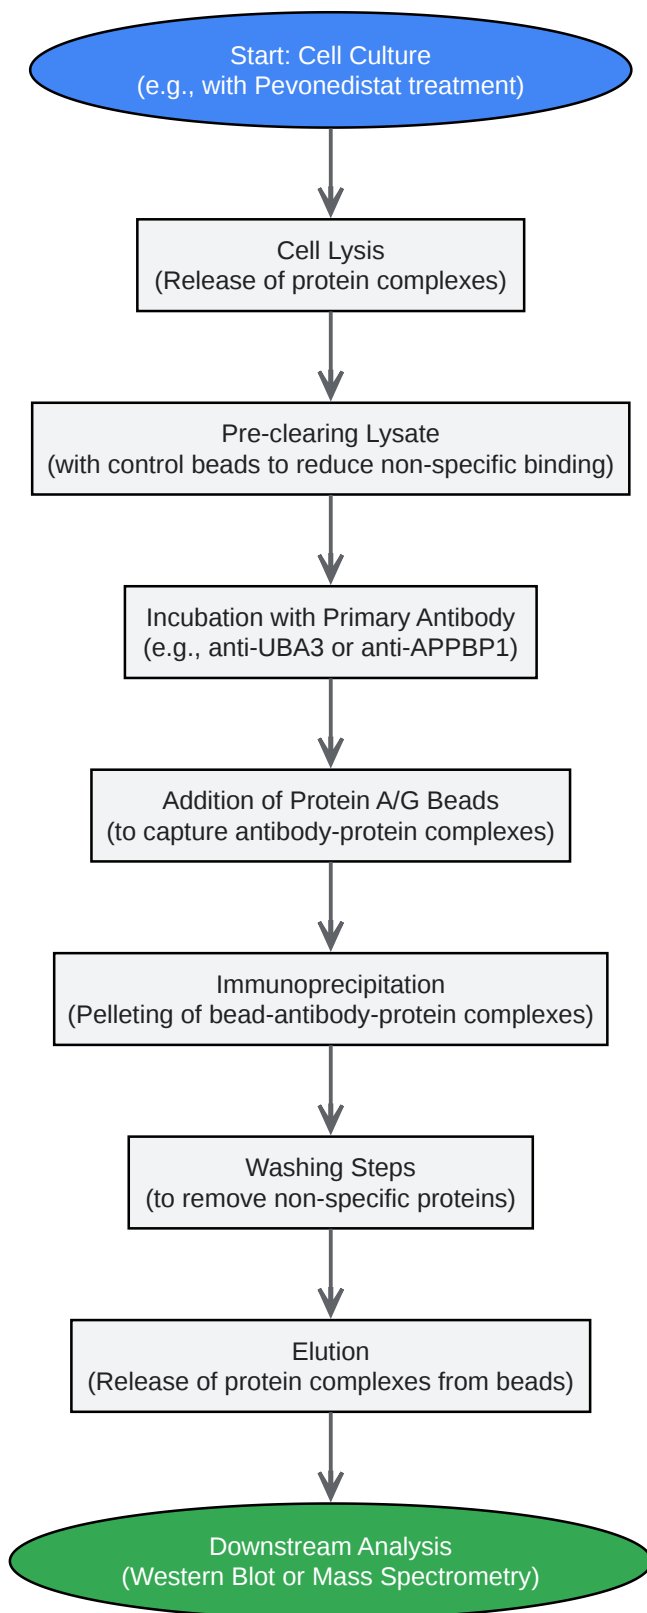 Start: Cell Culture
(e.g., with Pevonedistat treatment)
Cell Lysis
(Release of protein complexes)
Pre-clearing Lysate
(with control beads to reduce non-specific binding)
Incubation with Primary Antibody
(e.g., anti-UBA3 or anti-APPBP1)
Addition of Protein A/G Beads
(to capture antibody-protein complexes)
Immunoprecipitation
(Pelleting of bead-antibody-protein complexes)
Washing Steps
(to remove non-specific proteins)
Elution
(Release of protein complexes from beads)
Downstream Analysis
(Western Blot or Mass Spectrometry)